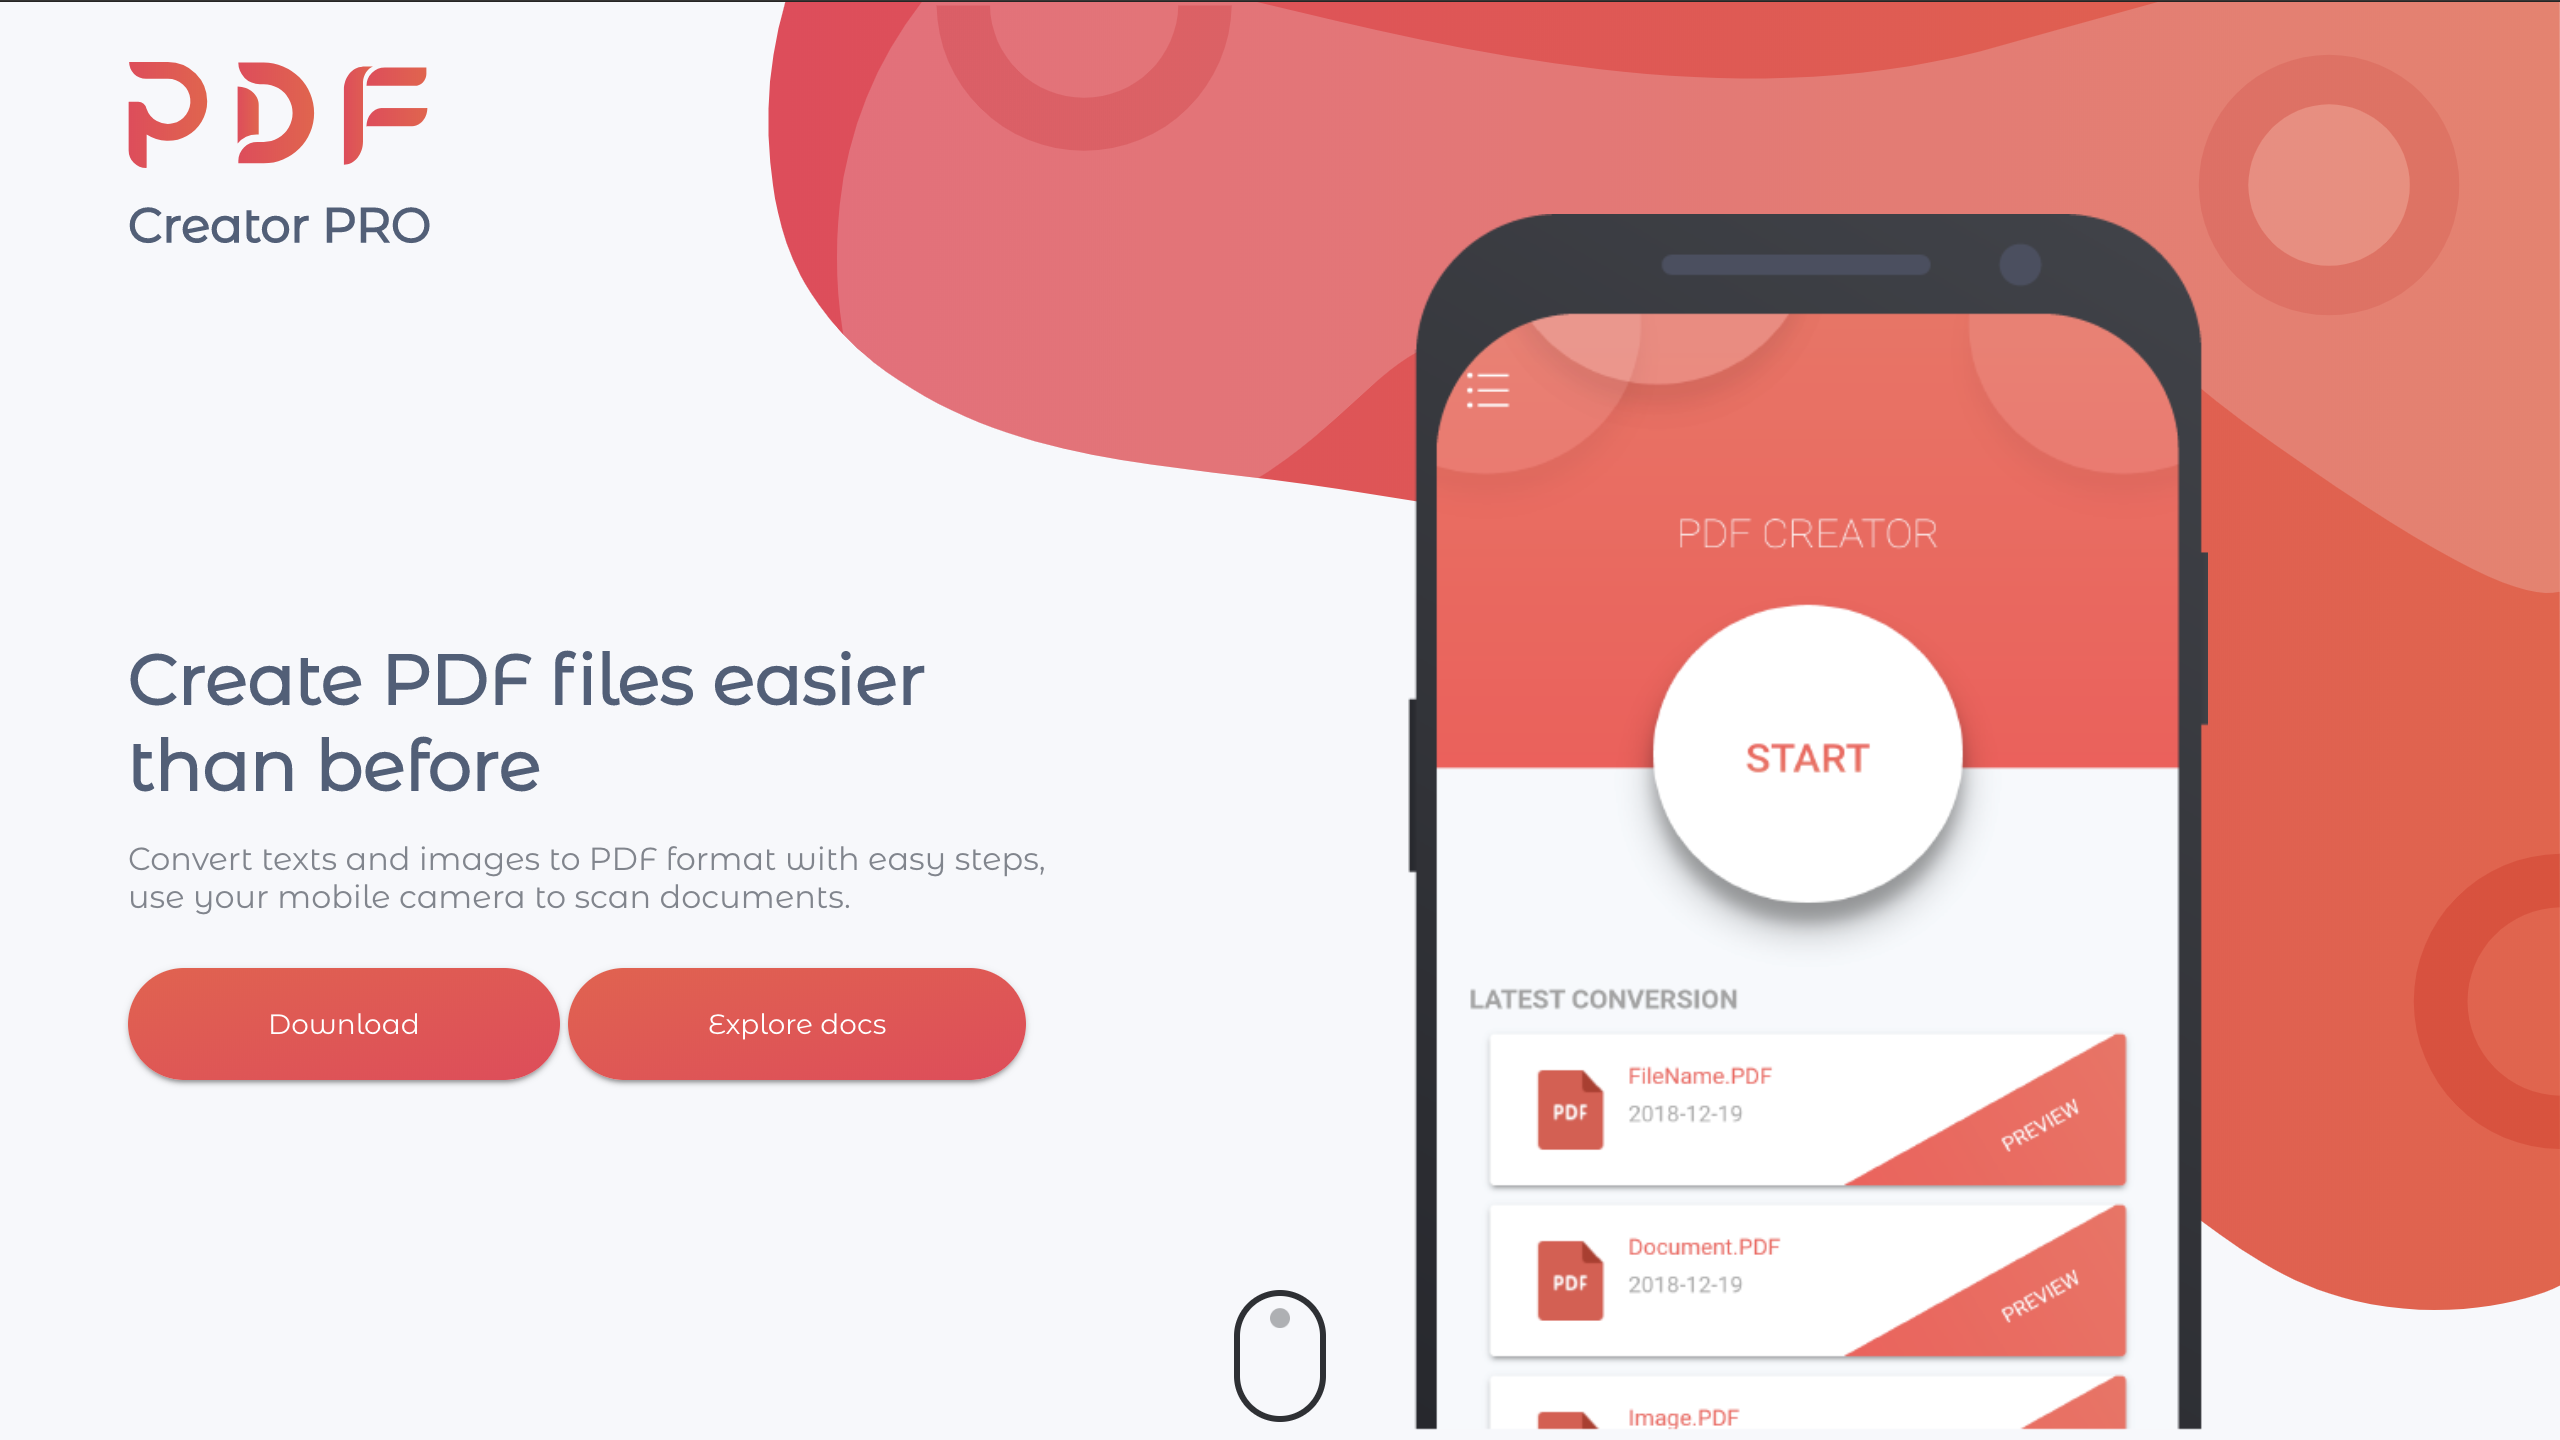 PDF
Creator PRO
Create PDF files easier
than before
Convert texts and images to PDF format with easy steps,
use your mobile camera to scan documents.
Download
Explore docs
PDF CREATOR
START
LATEST CONVERSION
PDF
FileName.PDF
2018-12-19
PREVIEW
PDF
Document.PDF
2018-12-19
PREVIEW
Image.PDF